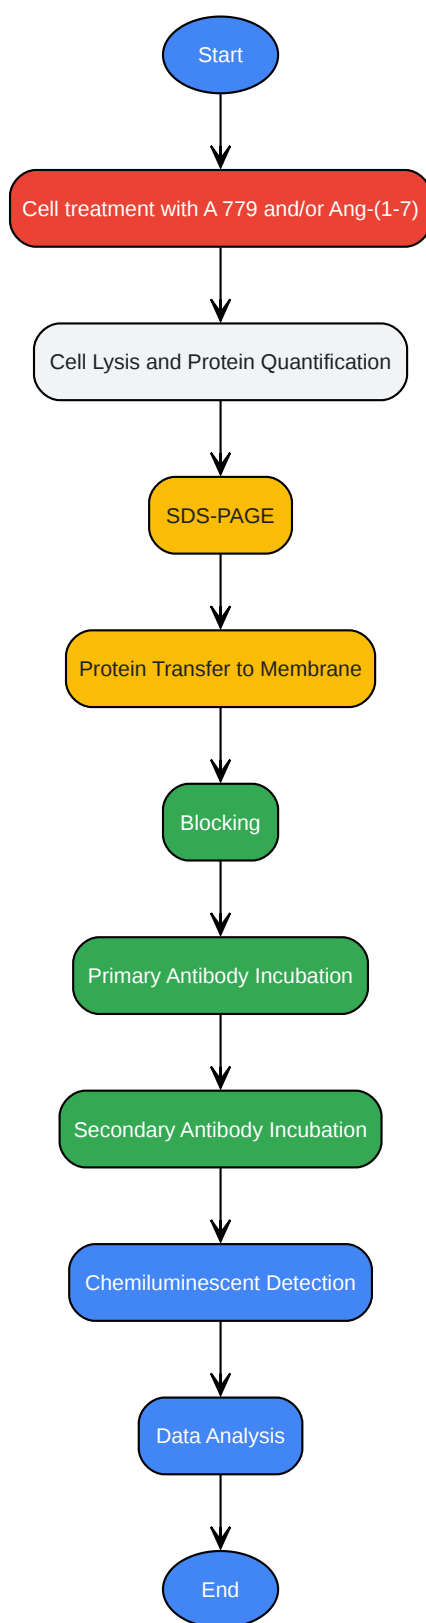 Start
Cell treatment with A 779 and/or Ang-(1-7)
Cell Lysis and Protein Quantification
SDS-PAGE
Protein Transfer to Membrane
Blocking
Primary Antibody Incubation
Secondary Antibody Incubation
Chemiluminescent Detection
Data Analysis
End